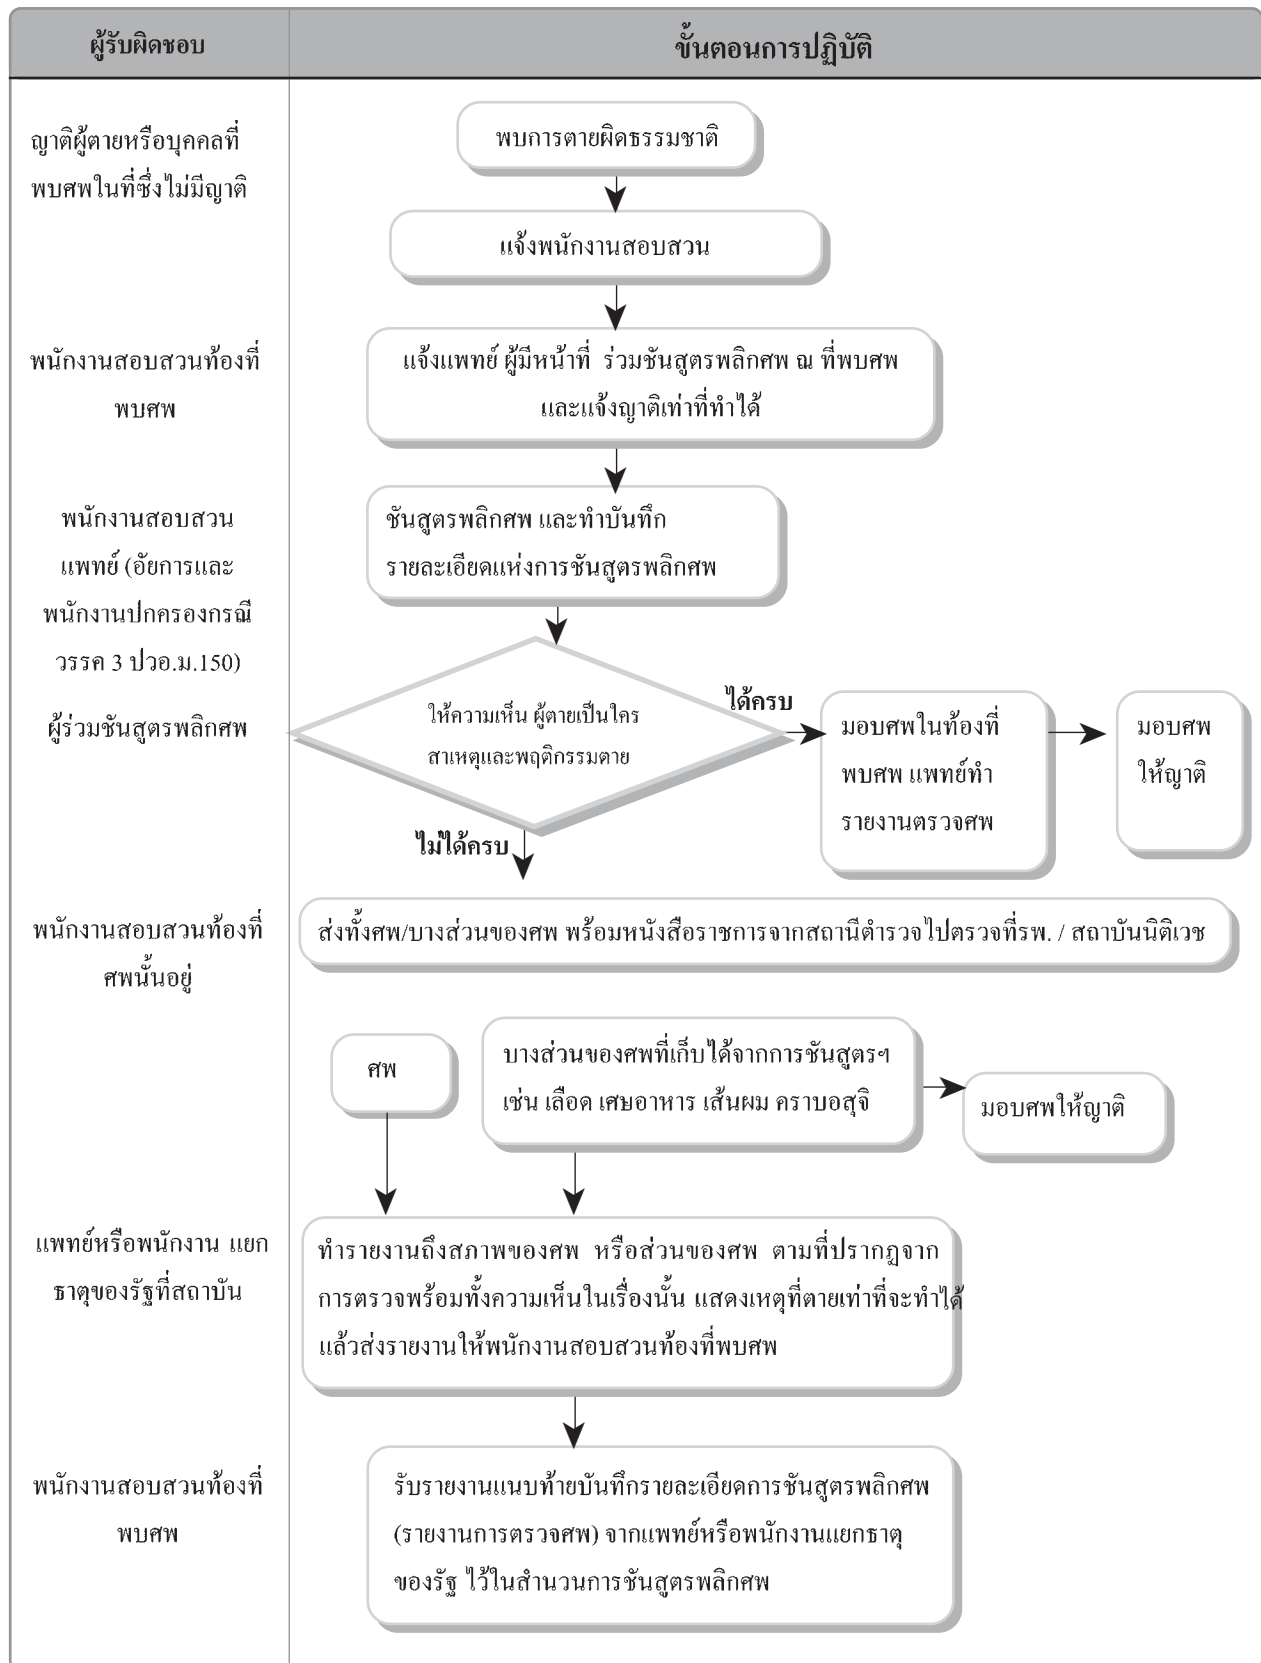 ผู้รับผิดชอบ
ขั้นตอนการปฏิบัติ
ญาติผู้ตายหรือบุคคลที่
พบศพในที่ซึ่งไม่มีญาติ
พบการตายผิดธรรมชาติ
แจ้งพนักงานสอบสวน
พนักงานสอบสวนท้องที่
พบศพ
แจ้งแพทย์ ผู้มีหน้าที่ ร่วมชันสูตรพลิกศพ ณ ที่พบศพ
และแจ้งญาติเท่าที่ทำได้
พนักงานสอบสวน
แพทย์ (อัยการและ
พนักงานปกครองกรณี
วรรค 3 ปวอ.ม.150)
ชันสูตรพลิกศพ และทำบันทึก
รายละเอียดแห่งการชันสูตรพลิกศพ
ผู้ร่วมชันสูตรพลิกศพ
ให้ความเห็น ผู้ตายเป็นใคร
สาเหตุและพฤติกรรมตาย
ได้ครบ
มอบศพในท้องที่
พบศพ แพทย์ทำ
รายงานตรวจศพ
มอบศพ
ให้ญาติ
ไม่ได้ครบ
พนักงานสอบสวนท้องที่
ศพนั้นอยู่
ส่งทั้งศพ/บางส่วนของศพ พร้อมหนังสือราชการจากสถานีตำรวจไปตรวจที่รพ. / สถาบันนิติเวช
ศพ
บางส่วนของศพที่เก็บได้จากการชันสูตรฯ
เช่น เลือด เศษอาหาร เส้นผม คราบอสุจิ
มอบศพให้ญาติ
แพทย์หรือพนักงาน แยก
ธาตุของรัฐที่สถาบัน
ทำรายงานถึงสภาพของศพ หรือส่วนของศพ ตามที่ปรากฏจาก
การตรวจพร้อมทั้งความเห็นในเรื่องนั้น แสดงเหตุที่ตายเท่าที่จะทำได้
แล้วส่งรายงานให้พนักงานสอบสวนท้องที่พบศพ
พนักงานสอบสวนท้องที่
พบศพ
รับรายงานแนบท้ายบันทึกรายละเอียดการชันสูตรพลิกศพ
(รายงานการตรวจศพ) จากแพทย์หรือพนักงานแยกธาตุ
ของรัฐ ไว้ในสำนวนการชันสูตรพลิกศพ